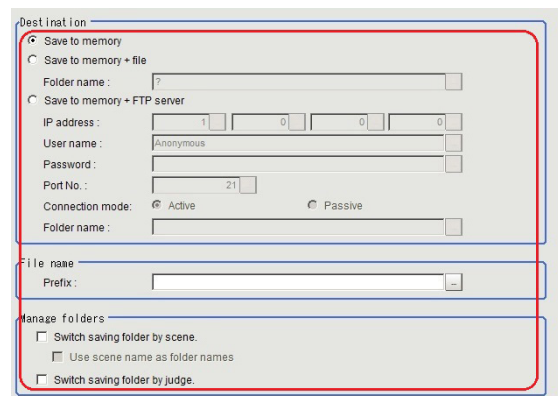 Destination
Save to memory
Save to memory + file
Folder name :
?
Save to memory + FTP server
IP address :
1 0 0 0
User name :
Anonymous
Password :
Port No. :
21
Connection mode:
Active Passive
Folder name :
File name
Prefix :
...
Manage folders
Switch saving folder by scene.
Use scene name as folder names
Switch saving folder by judge.